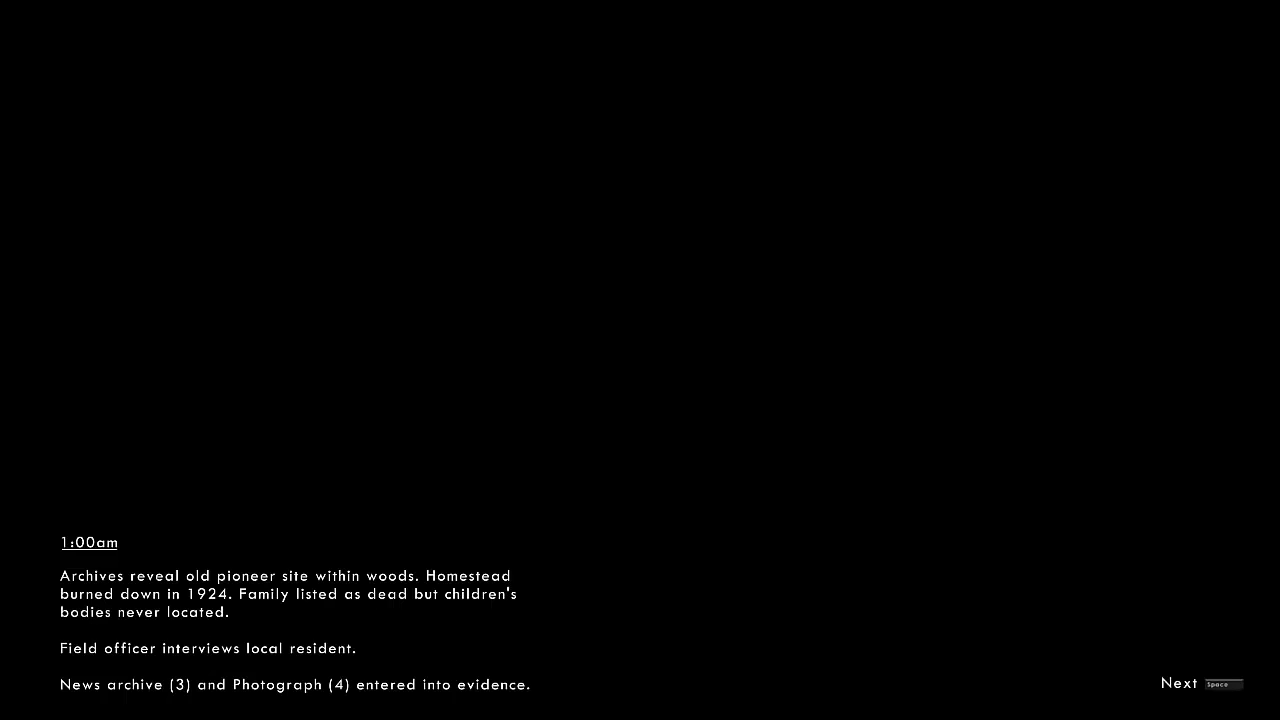 1:00am
Archives reveal old pioneer site within woods. Homestead
burned down in 1924. Family listed as dead but children's
bodies never located.
Field officer interviews local resident.
News archive (3) and Photograph (4) entered into evidence.
Next Space